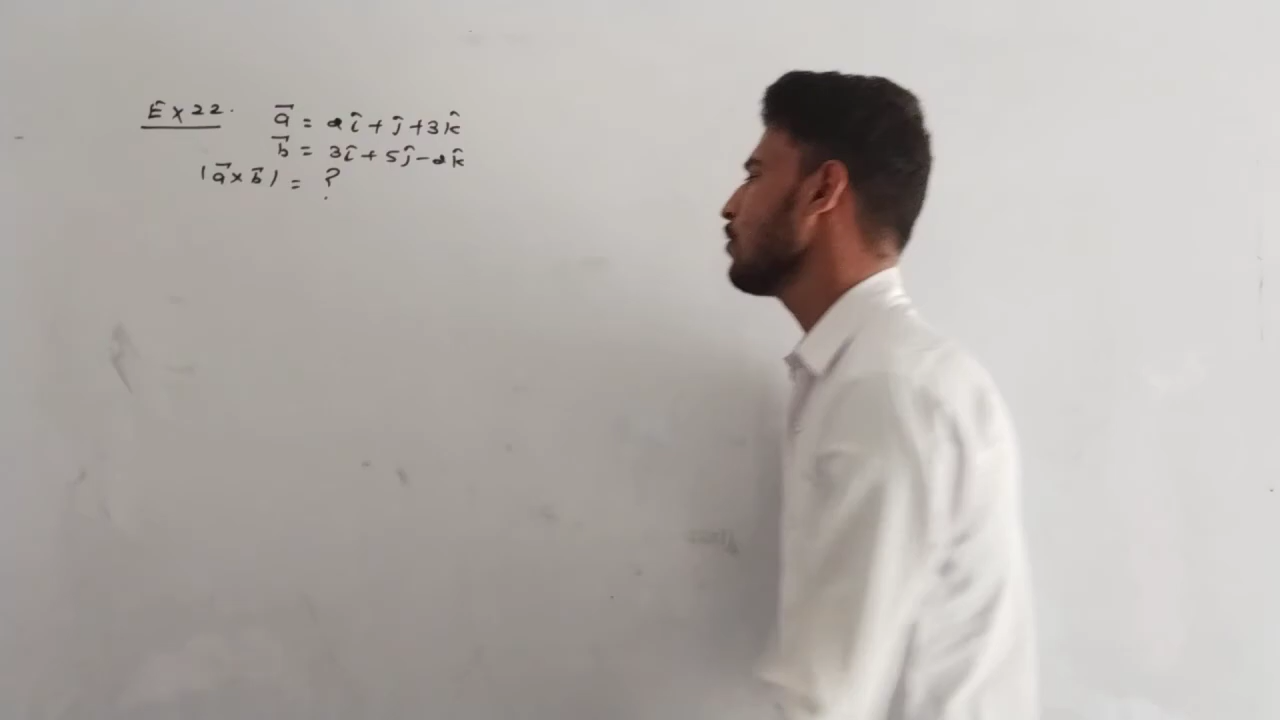 Ex 22. a⃗ = 2î + ĵ + 3k̂
b⃗ = 3î + 5ĵ - 2k̂
|a⃗ × b⃗| = ?